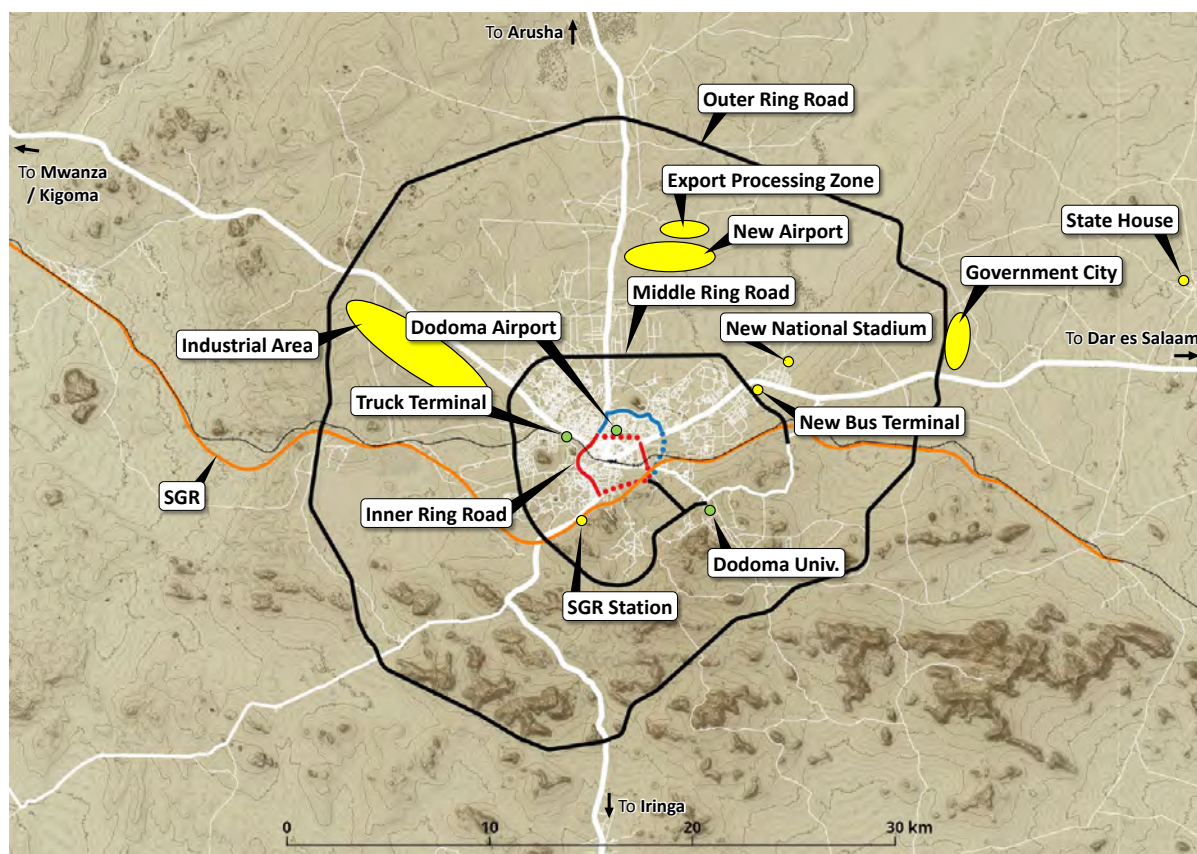 To Arusha
Outer Ring Road
To Mwanza
/ Kigoma
Export Processing Zone
State House
New Airport
Government City
Middle Ring Road
Dodoma Airport
New National Stadium
Industrial Area
To Dar es Salaam
Truck Terminal
New Bus Terminal
SGR
Inner Ring Road
Dodoma Univ.
SGR Station
To Iringa
0 10 20 30 km